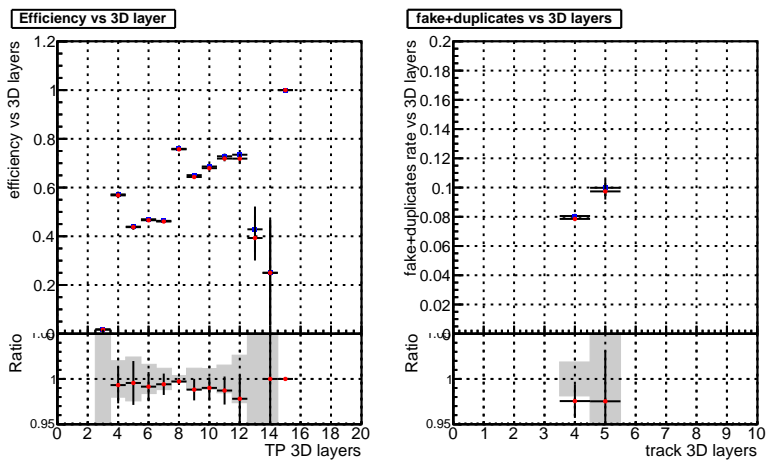 Efficiency vs 3D layer
efficiency vs 3D layers
1.2
1
0.8
0.6
0.4
0.2
0
Ratio
1
0.95
0 2 4 6 8 10 12 14 16 18 20
TP 3D layers
fake+duplicates vs 3D layers
fake+duplicates rate vs 3D layers
0.2
0.18
0.16
0.14
0.12
0.1
0.08
0.06
0.04
0.02
0
Ratio
1
0.95
0 1 2 3 4 5 6 7 8 9 10
track 3D layers